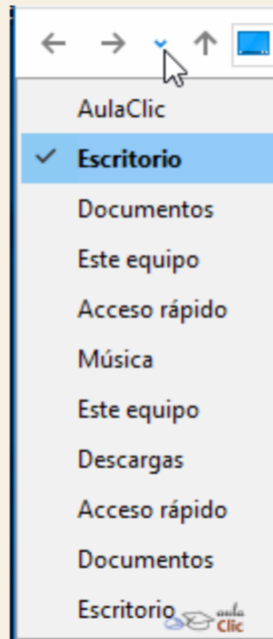 AulaClic
Escritorio
Documentos
Este equipo
Acceso rápido
Música
Este equipo
Descargas
Acceso rápido
Documentos
Escritorio
aula
Clic